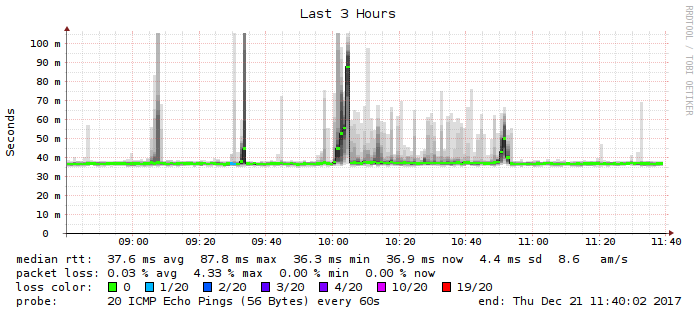 Last 3 Hours
RRDTOOL / TOBI OETIKER
Seconds
100 m
90 m
80 m
70 m
60 m
50 m
40 m
30 m
20 m
10 m
0
09:00 09:20 09:40 10:00 10:20 10:40 11:00 11:20 11:40
median rtt: 37.6 ms avg 87.8 ms max 36.3 ms min 36.9 ms now 4.4 ms sd 8.6 am/s
packet loss: 0.03 % avg 4.33 % max 0.00 % min 0.00 % now
loss color: 0 1/20 2/20 3/20 4/20 10/20 19/20
probe: 20 ICMP Echo Pings (56 Bytes) every 60s end: Thu Dec 21 11:40:02 2017